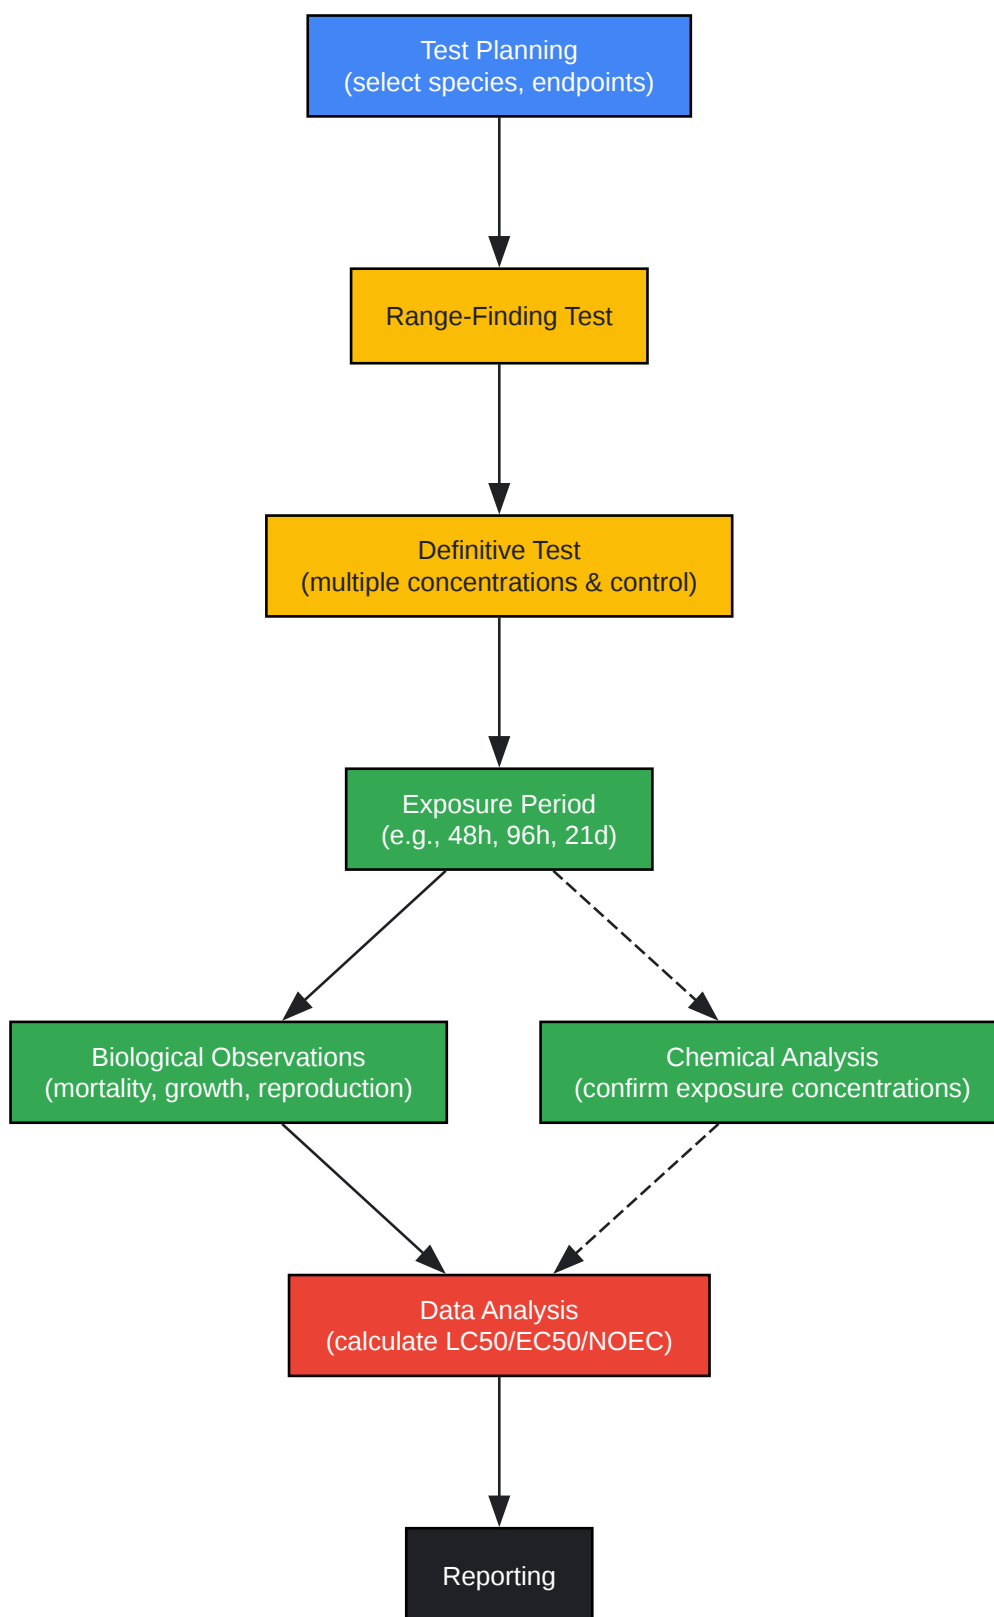 Test Planning
(select species, endpoints)
Range-Finding Test
Definitive Test
(multiple concentrations & control)
Exposure Period
(e.g., 48h, 96h, 21d)
Biological Observations
(mortality, growth, reproduction)
Chemical Analysis
(confirm exposure concentrations)
Data Analysis
(calculate LC50/EC50/NOEC)
Reporting